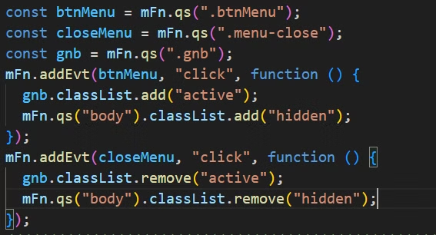 const btnMenu = mFn.qs(".btnMenu");
const closeMenu = mFn.qs(".menu-close");
const gnb = mFn.qs(".gnb");
mFn.addEvt(btnMenu, "click", function () {
  gnb.classList.add("active");
  mFn.qs("body").classList.add("hidden");
});
mFn.addEvt(closeMenu, "click", function () {
  gnb.classList.remove("active");
  mFn.qs("body").classList.remove("hidden");
});